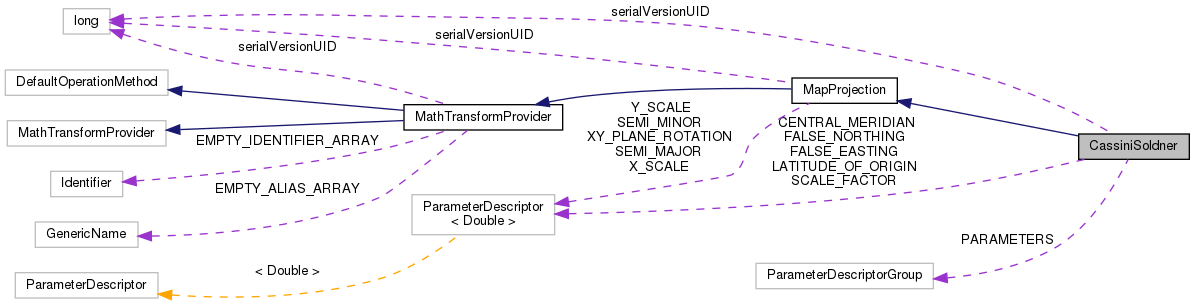 serialVersionUID
long
serialVersionUID
serialVersionUID
DefaultOperationMethod
MapProjection
Y_SCALE
SEMI_MINOR
XY_PLANE_ROTATION
SEMI_MAJOR
X_SCALE
MathTransformProvider
CENTRAL_MERIDIAN
FALSE_NORTHING
FALSE_EASTING
LATITUDE_OF_ORIGIN
SCALE_FACTOR
MathTransformProvider
EMPTY_IDENTIFIER_ARRAY
CassiniSoldner
Identifier
EMPTY_ALIAS_ARRAY
ParameterDescriptor
< Double >
GenericName
PARAMETERS
< Double >
ParameterDescriptorGroup
ParameterDescriptor